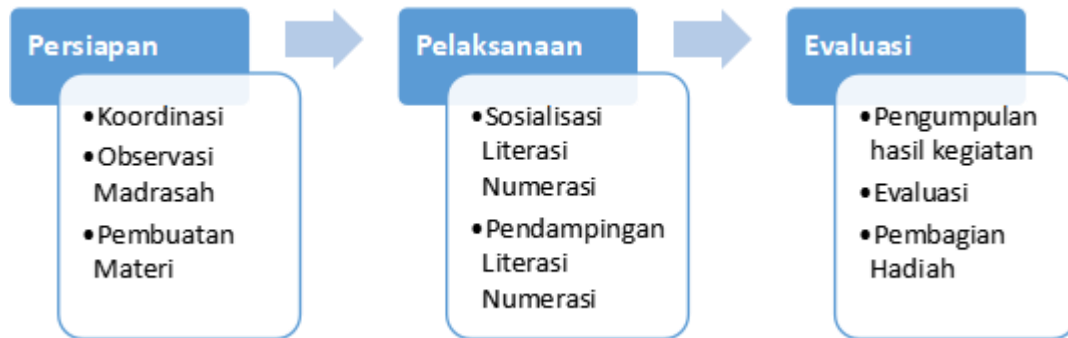 Persiapan
•Koordinasi
•Observasi
Madrasah
•Pembuatan
Materi
Pelaksanaan
•Sosialisasi
Literasi
Numerasi
•Pendampingan
Literasi
Numerasi
Evaluasi
•Pengumpulan
hasil kegiatan
•Evaluasi
•Pembagian
Hadiah